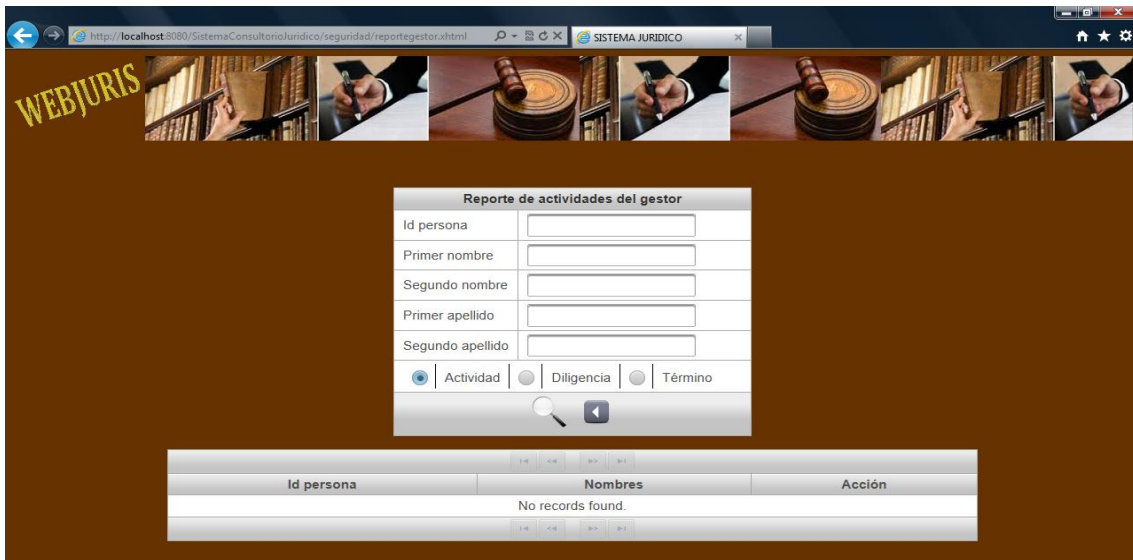 http://localhost:8080/SistemaConsultorioJuridico/seguridad/reportegestor.xhtml
SISTEMA JURIDICO
WEBJURIS
Reporte de actividades del gestor
Id persona
Primer nombre
Segundo nombre
Primer apellido
Segundo apellido
Actividad Diligencia Término
Id persona Nombres Acción
No records found.